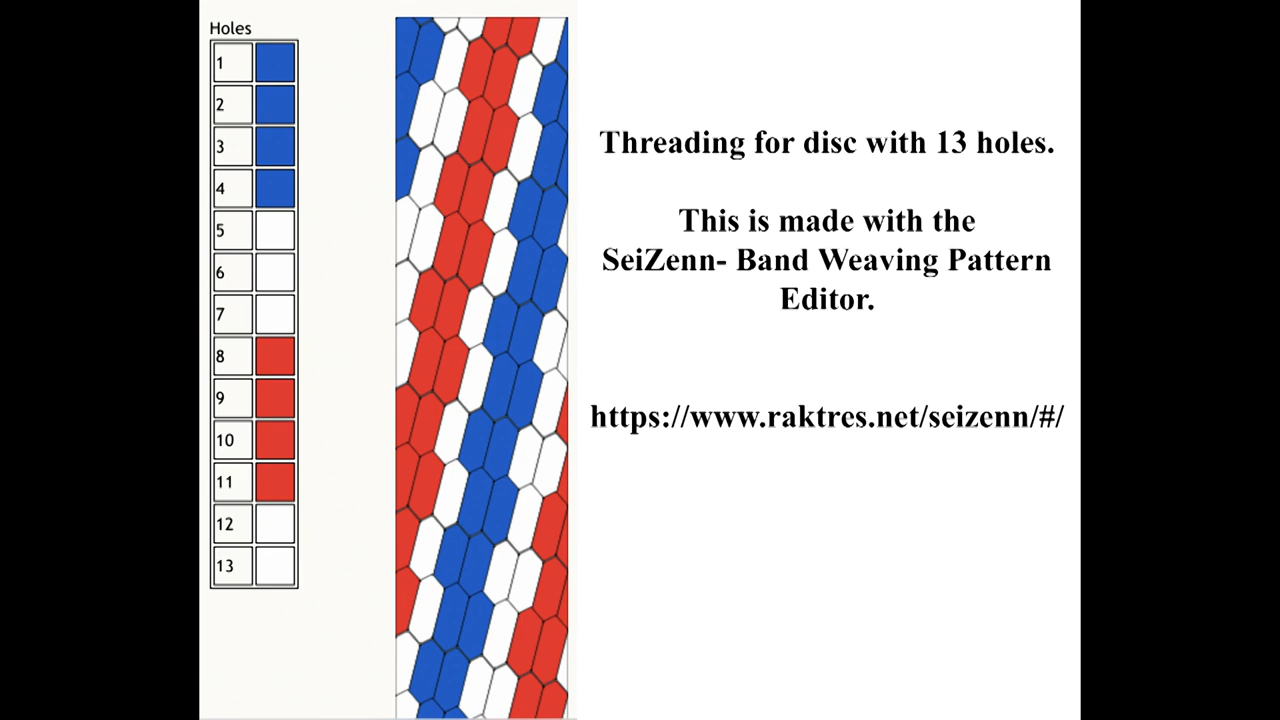 Holes
1
2
3
4
5
6
7
8
9
10
11
12
13
Threading for disc with 13 holes.
This is made with the
SeiZenn- Band Weaving Pattern
Editor.
https://www.raktres.net/seizenn/#/